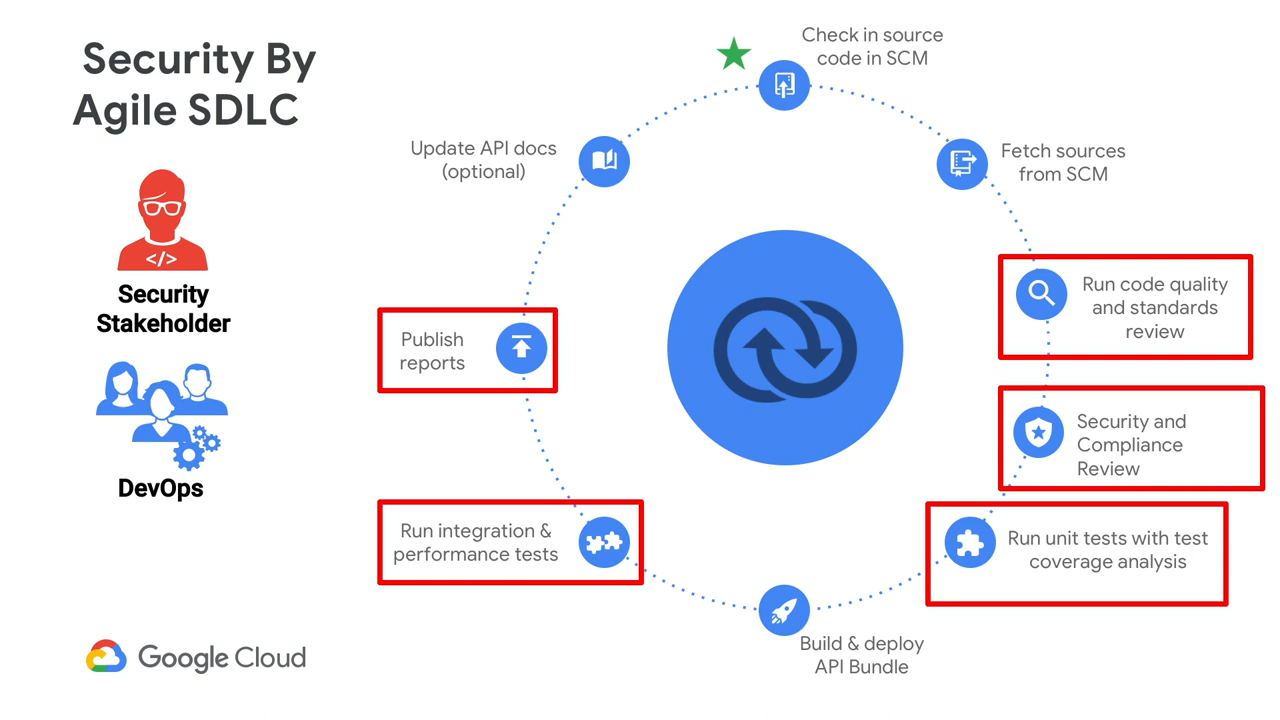 Security By
Agile SDLC
</>
Security
Stakeholder
DevOps
Google Cloud
Check in source
code in SCM
Fetch sources
from SCM
Run code quality
and standards
review
Security and
Compliance
Review
Run unit tests with test
coverage analysis
Build & deploy
API Bundle
Run integration &
performance tests
Publish
reports
Update API docs
(optional)